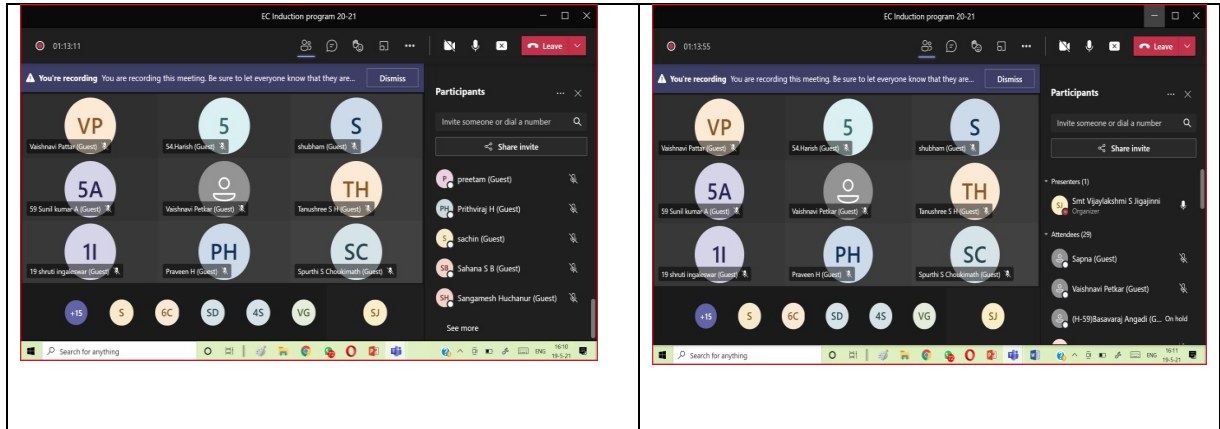 EC Induction program 20-21
01:13:11
Leave
You're recording You are recording this meeting. Be sure to let everyone know that they are...
Dismiss
VP
5
S
Vaishnavi Pattar (Guest)
54.Harish (Guest)
shubham (Guest)
5A
TH
59 Sunil kumar A (Guest)
Vaishnavi Petkar (Guest)
Tanushree S H (Guest)
1I
PH
SC
19 shruti ingaleswar (Guest)
Praveen H (Guest)
Spurthi S Choukimath (Guest)
+15
S
6C
SD
4S
VG
SJ
Participants
Invite someone or dial a number
Share invite
P
preetam (Guest)
PH
Prithviraj H (Guest)
S
sachin (Guest)
SB
Sahana S B (Guest)
SH
Sangamesh Huchanur (Guest)
See more
Search for anything
ENG
16:10
19-5-21
EC Induction program 20-21
01:13:55
Leave
You're recording You are recording this meeting. Be sure to let everyone know that they are...
Dismiss
VP
5
S
Vaishnavi Pattar (Guest)
54.Harish (Guest)
shubham (Guest)
5A
TH
59 Sunil kumar A (Guest)
Vaishnavi Petkar (Guest)
Tanushree S H (Guest)
1I
PH
SC
19 shruti ingaleswar (Guest)
Praveen H (Guest)
Spurthi S Choukimath (Guest)
+15
S
6C
SD
4S
VG
SJ
Participants
Invite someone or dial a number
Share invite
Presenters (1)
SJ
Smt Vijaylakshmi S Jigajinni
Organizer
Attendees (29)
Sapna (Guest)
Vaishnavi Petkar (Guest)
(H-59)Basavaraj Angadi (G... On hold
Search for anything
ENG
16:11
19-5-21